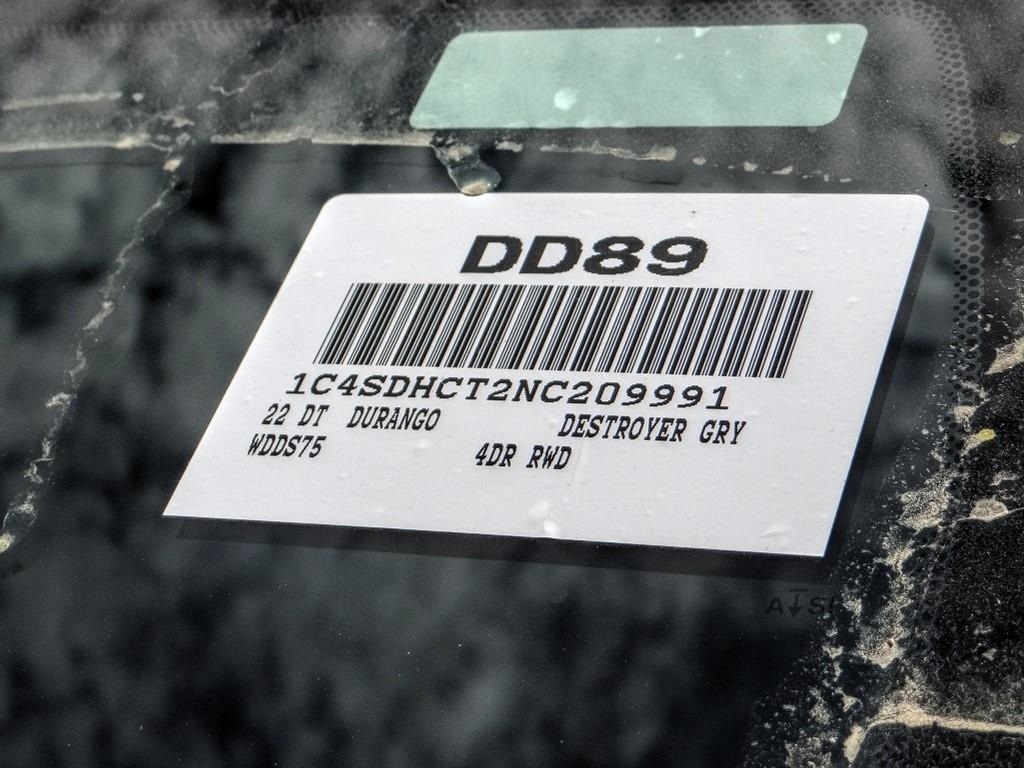 DD89
1C4SDHCT2NC209991
22 DT DURANGO DESTROYER GRY
WDDS75 4DR RWD